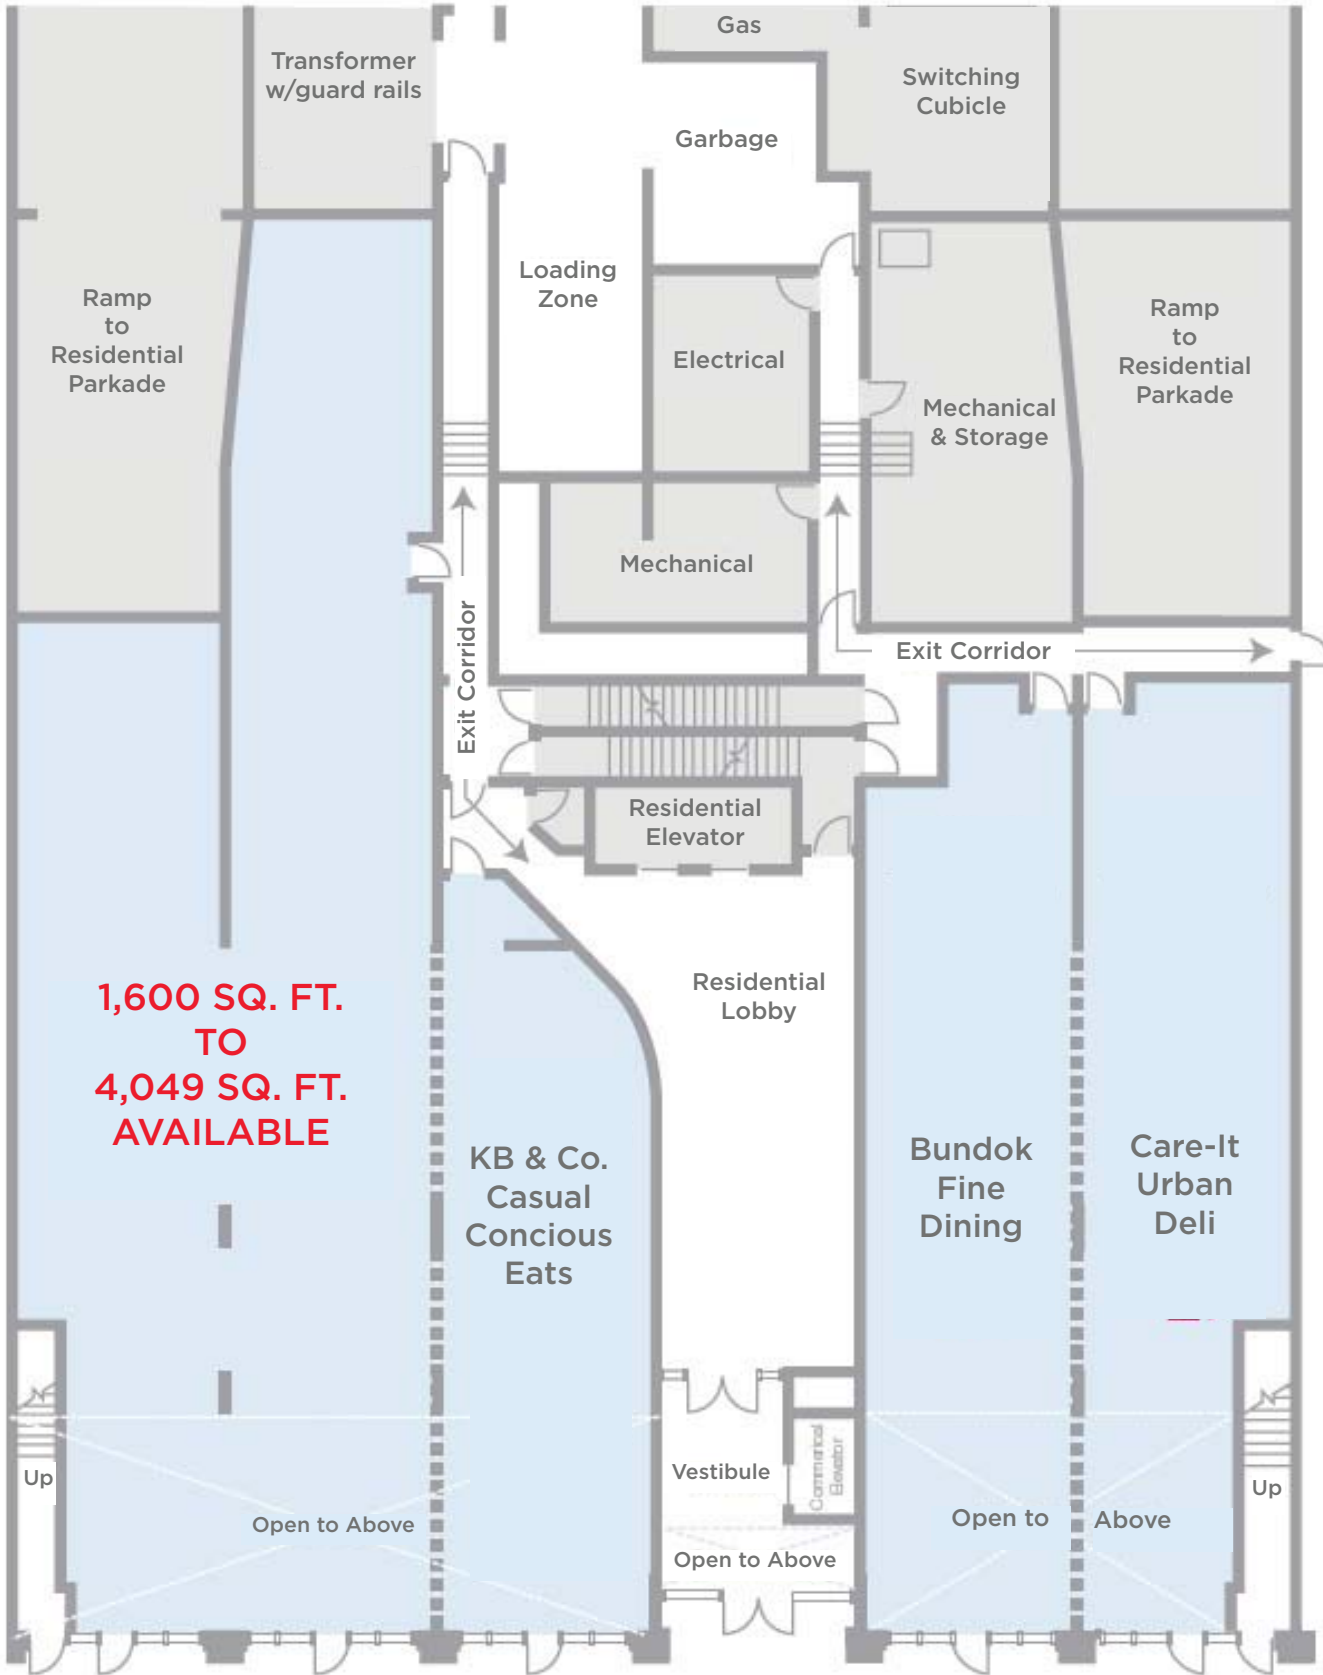 Gas
Transformer
w/guard rails
Switching
Cubicle
Garbage
Loading
Zone
Ramp
to
Residential
Parkade
Electrical
Ramp
to
Residential
Parkade
Mechanical
& Storage
Mechanical
Exit Corridor
Exit Corridor
Residential
Elevator
Residential
Lobby
1,600 SQ. FT.
TO
4,049 SQ. FT.
AVAILABLE
KB & Co.
Casual
Concious
Eats
Bundok
Fine
Dining
Care-It
Urban
Deli
Up
Vestibule
Commerical
Elevator
Up
Open to Above
Open to Above
Open to Above